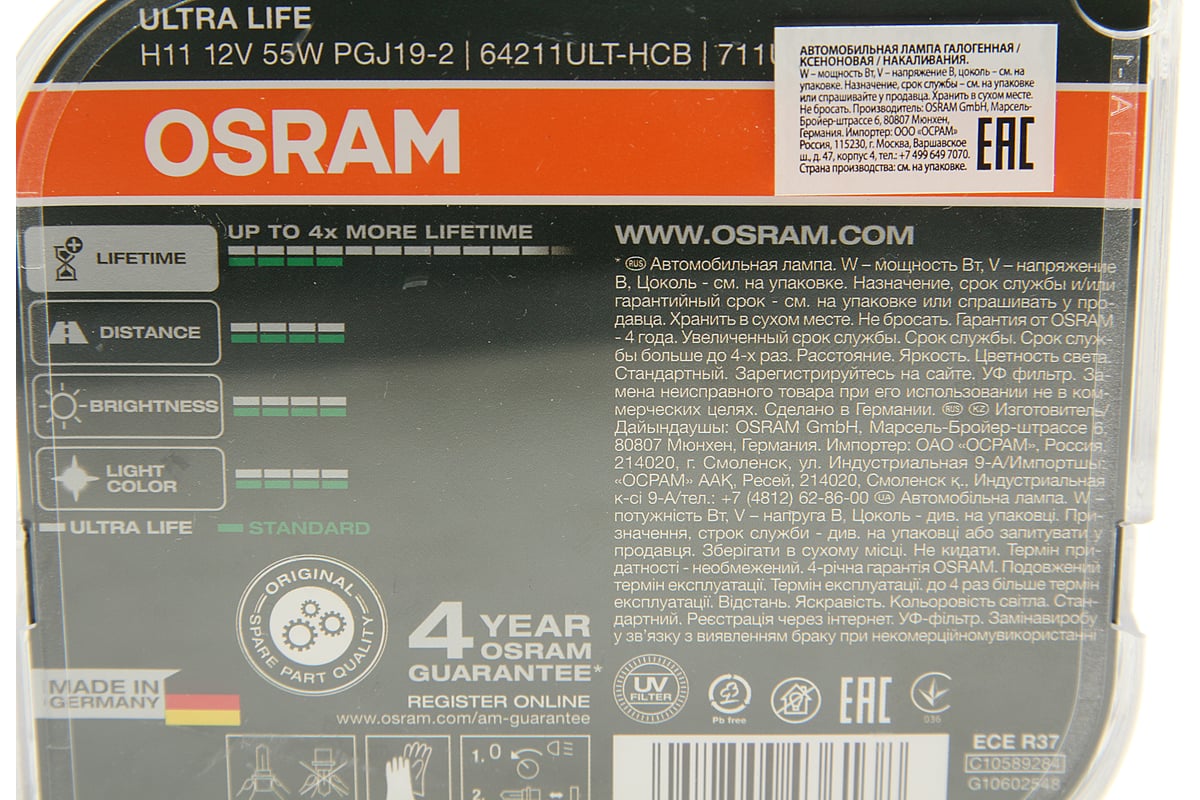 ULTRA LIFE
H11 12V 55W PGJ19-2 | 64211ULT-HCB | 711U
АВТОМОБИЛЬНАЯ ЛАМПА ГАЛОГЕННАЯ /
КСЕНОНОВАЯ / НАКАЛИВАНИЯ.
W – мощность Вт, V – напряжение В, цоколь – см. на
упаковке. Назначение, срок службы – см. на упаковке
или спрашивайте у продавца. Хранить в сухом месте.
Не бросать. Производитель: OSRAM GmbH, Марсель-
Бройер-штрассе 6, 80807 Мюнхен,
Германия. Импортер: ООО «ОСРАМ»
Россия, 115230, г. Москва, Варшавское
ш., д. 47, корпус 4, тел.: +7 499 649 7070.
Страна производства: см. на упаковке.
EAC
OSRAM
UP TO 4x MORE LIFETIME
LIFETIME
DISTANCE
BRIGHTNESS
LIGHT
COLOR
ULTRA LIFE STANDARD
WWW.OSRAM.COM
* RUS Автомобильная лампа. W – мощность Вт, V – напряжение
В, Цоколь - см. на упаковке. Назначение, срок службы и/или
гарантийный срок - см. на упаковке или спрашивать у про-
давца. Хранить в сухом месте. Не бросать. Гарантия от OSRAM
- 4 года. Увеличенный срок службы. Срок службы. Срок служ-
бы больше до 4-х раз. Расстояние. Яркость. Цветность света.
Стандартный. Зарегистрируйтесь на сайте. УФ фильтр. За-
мена неисправного товара при его использовании не в ком-
мерческих целях. Сделано в Германии. RUS KZ Изготовитель/
Дайындаушы: OSRAM GmbH, Марсель-Бройер-штрассе 6,
80807 Мюнхен, Германия. Импортер: ОАО «ОСРАМ», Россия,
214020, г. Смоленск, ул. Индустриальная 9-А/Импортшы:
«ОСРАМ» ААҚ, Ресей, 214020, Смоленск қ., Индустриальная
к-сі 9-А/тел.: +7 (4812) 62-86-00 UA Автомобільна лампа. W –
потужність Вт, V – напруга В, Цоколь - див. на упаковці. При-
значення, строк служби - див. на упаковці або запитувати у
продавця. Зберігати в сухому місці. Не кидати. Термін при-
датності - необмежений. 4-річна гарантія OSRAM. Подовжений
термін експлуатації. Термін експлуатації. до 4 раз більше термін
експлуатації. Відстань. Яскравість. Кольоровість світла. Стан-
дартний. Реєстрація через інтернет. УФ-фільтр. Замінавиробу
у зв'язку з виявленням браку при некомерційномувикористанні
ORIGINAL
SPARE PART QUALITY
4 YEAR
OSRAM
GUARANTEE*
REGISTER ONLINE
www.osram.com/am-guarantee
MADE IN
GERMANY
UV
FILTER
Pb free
EAC
036
ECE R37
C10589284
G10602548
1. 0
2.